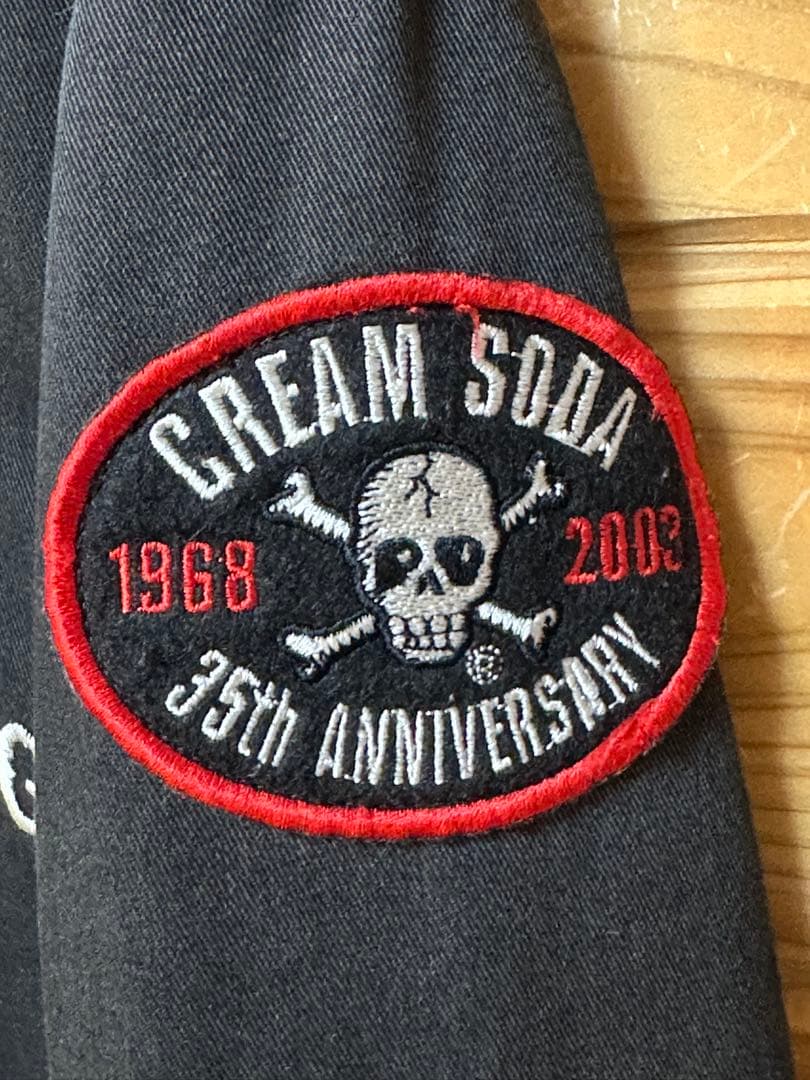 CREAM SODA
1968
2003
35th ANNIVERSARY